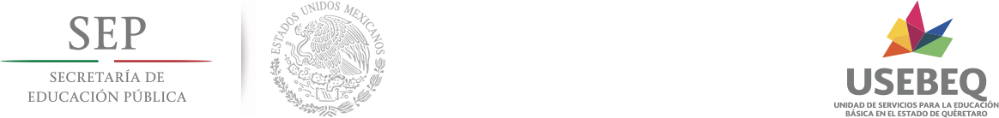 SEP
SECRETARÍA DE
EDUCACIÓN PÚBLICA
ESTADOS UNIDOS MEXICANOS
USEBEQ
UNIDAD DE SERVICIOS PARA LA EDUCACIÓN
BÁSICA EN EL ESTADO DE QUÉRETARO